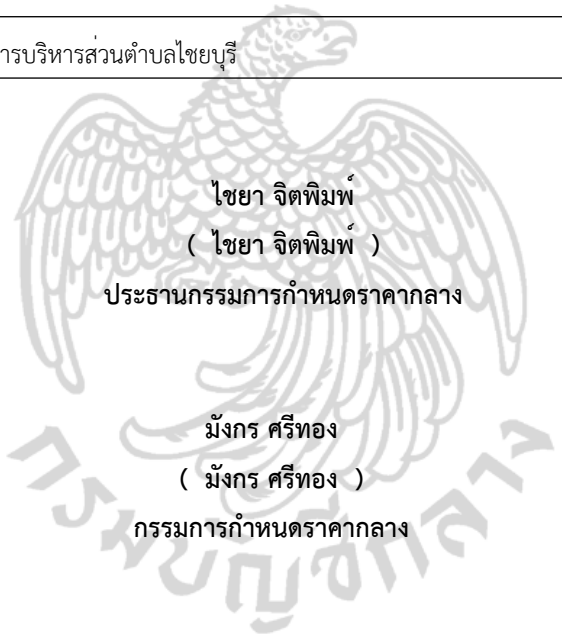 ารบริหารส่วนตำบลไชยบุรี
ไชยา จิตพิมพ์
( ไชยา จิตพิมพ์ )
ประธานกรรมการกำหนดราคากลาง
มังกร ศรีทอง
( มังกร ศรีทอง )
กรรมการกำหนดราคากลาง
กรมบัญชีกลาง